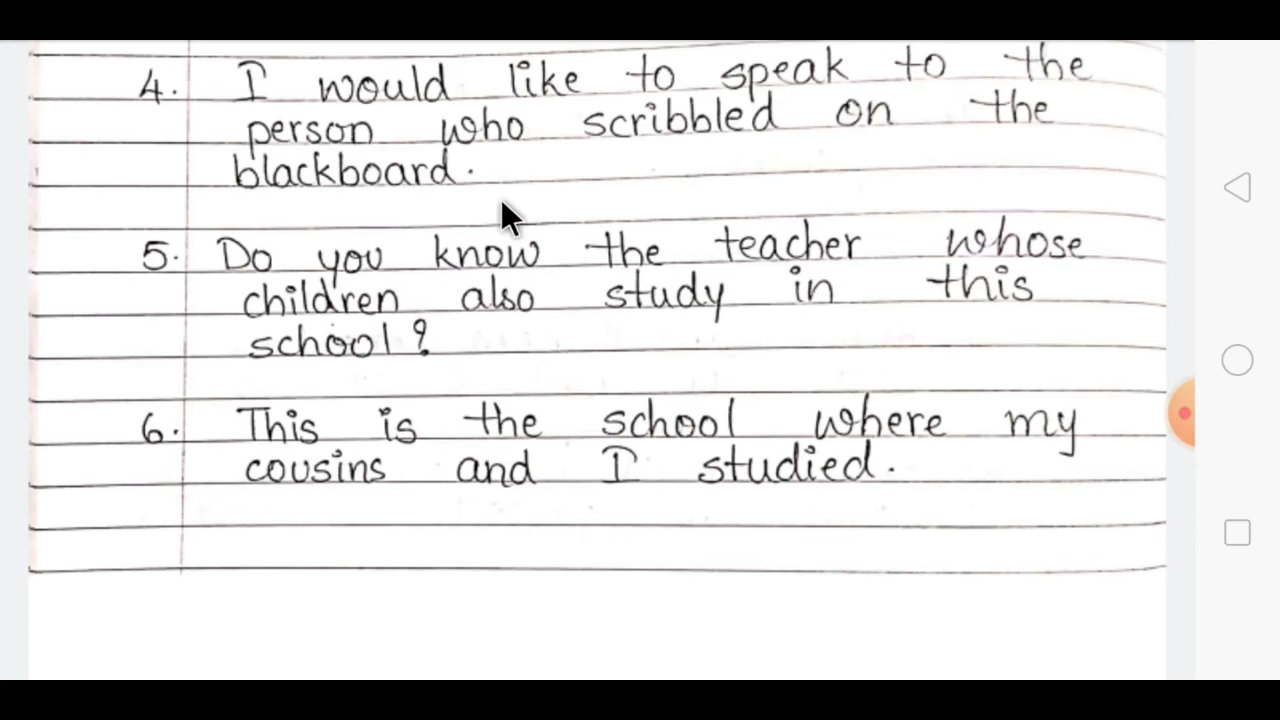 4. I would like to speak to the
person who scribbled on the
blackboard.
5. Do you know the teacher whose
children also study in this
school?
6. This is the school where my
cousins and I studied.